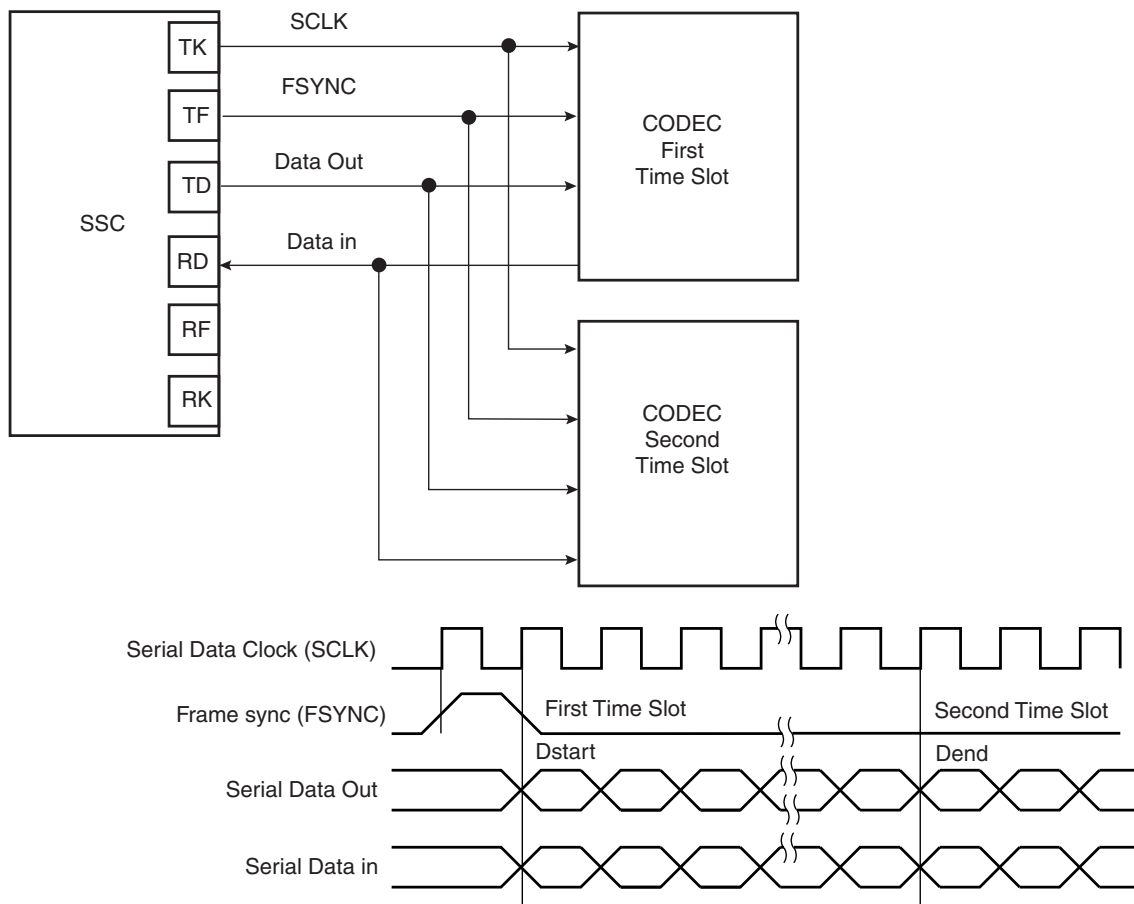 SSC
TK
TF
TD
RD
RF
RK
SCLK
FSYNC
Data Out
Data in
CODEC
First
Time Slot
CODEC
Second
Time Slot
Serial Data Clock (SCLK)
Frame sync (FSYNC)
First Time Slot
Second Time Slot
Dstart
Dend
Serial Data Out
Serial Data in